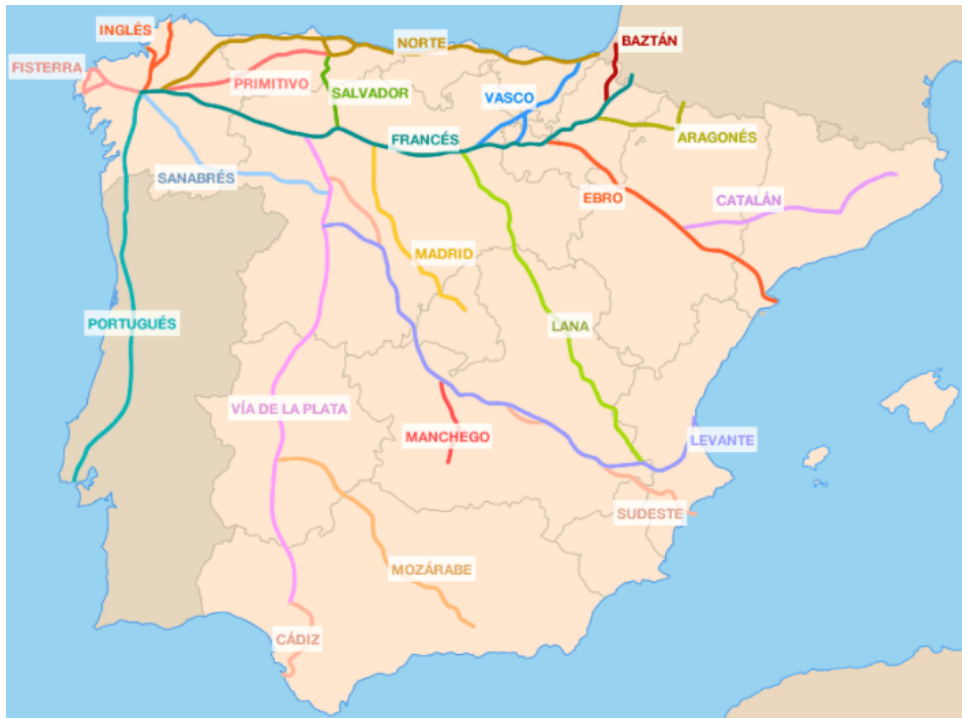 INGLÉS
NORTE
BAZTÁN
FISTERRA
PRIMITIVO
SALVADOR
VASCO
FRANCÉS
ARAGONÉS
SANABRÉS
EBRO
CATALÁN
MADRID
PORTUGUÉS
LANA
VÍA DE LA PLATA
MANCHEGO
LEVANTE
SUDESTE
MOZÁRABE
CÁDIZ